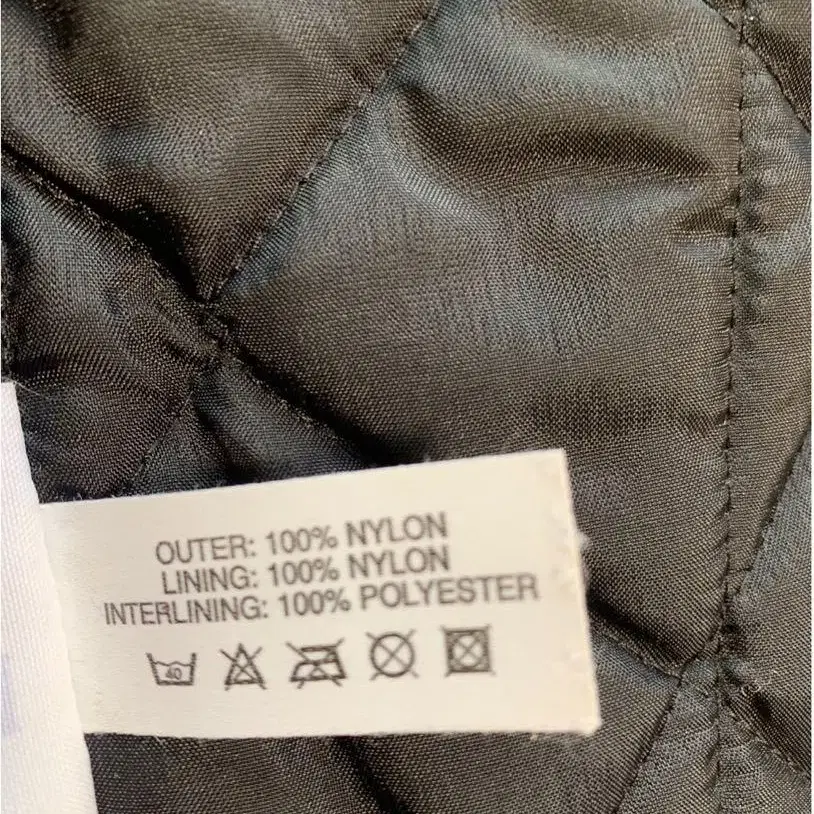 OUTER: 100% NYLON
LINING: 100% NYLON
INTERLINING: 100% POLYESTER
40